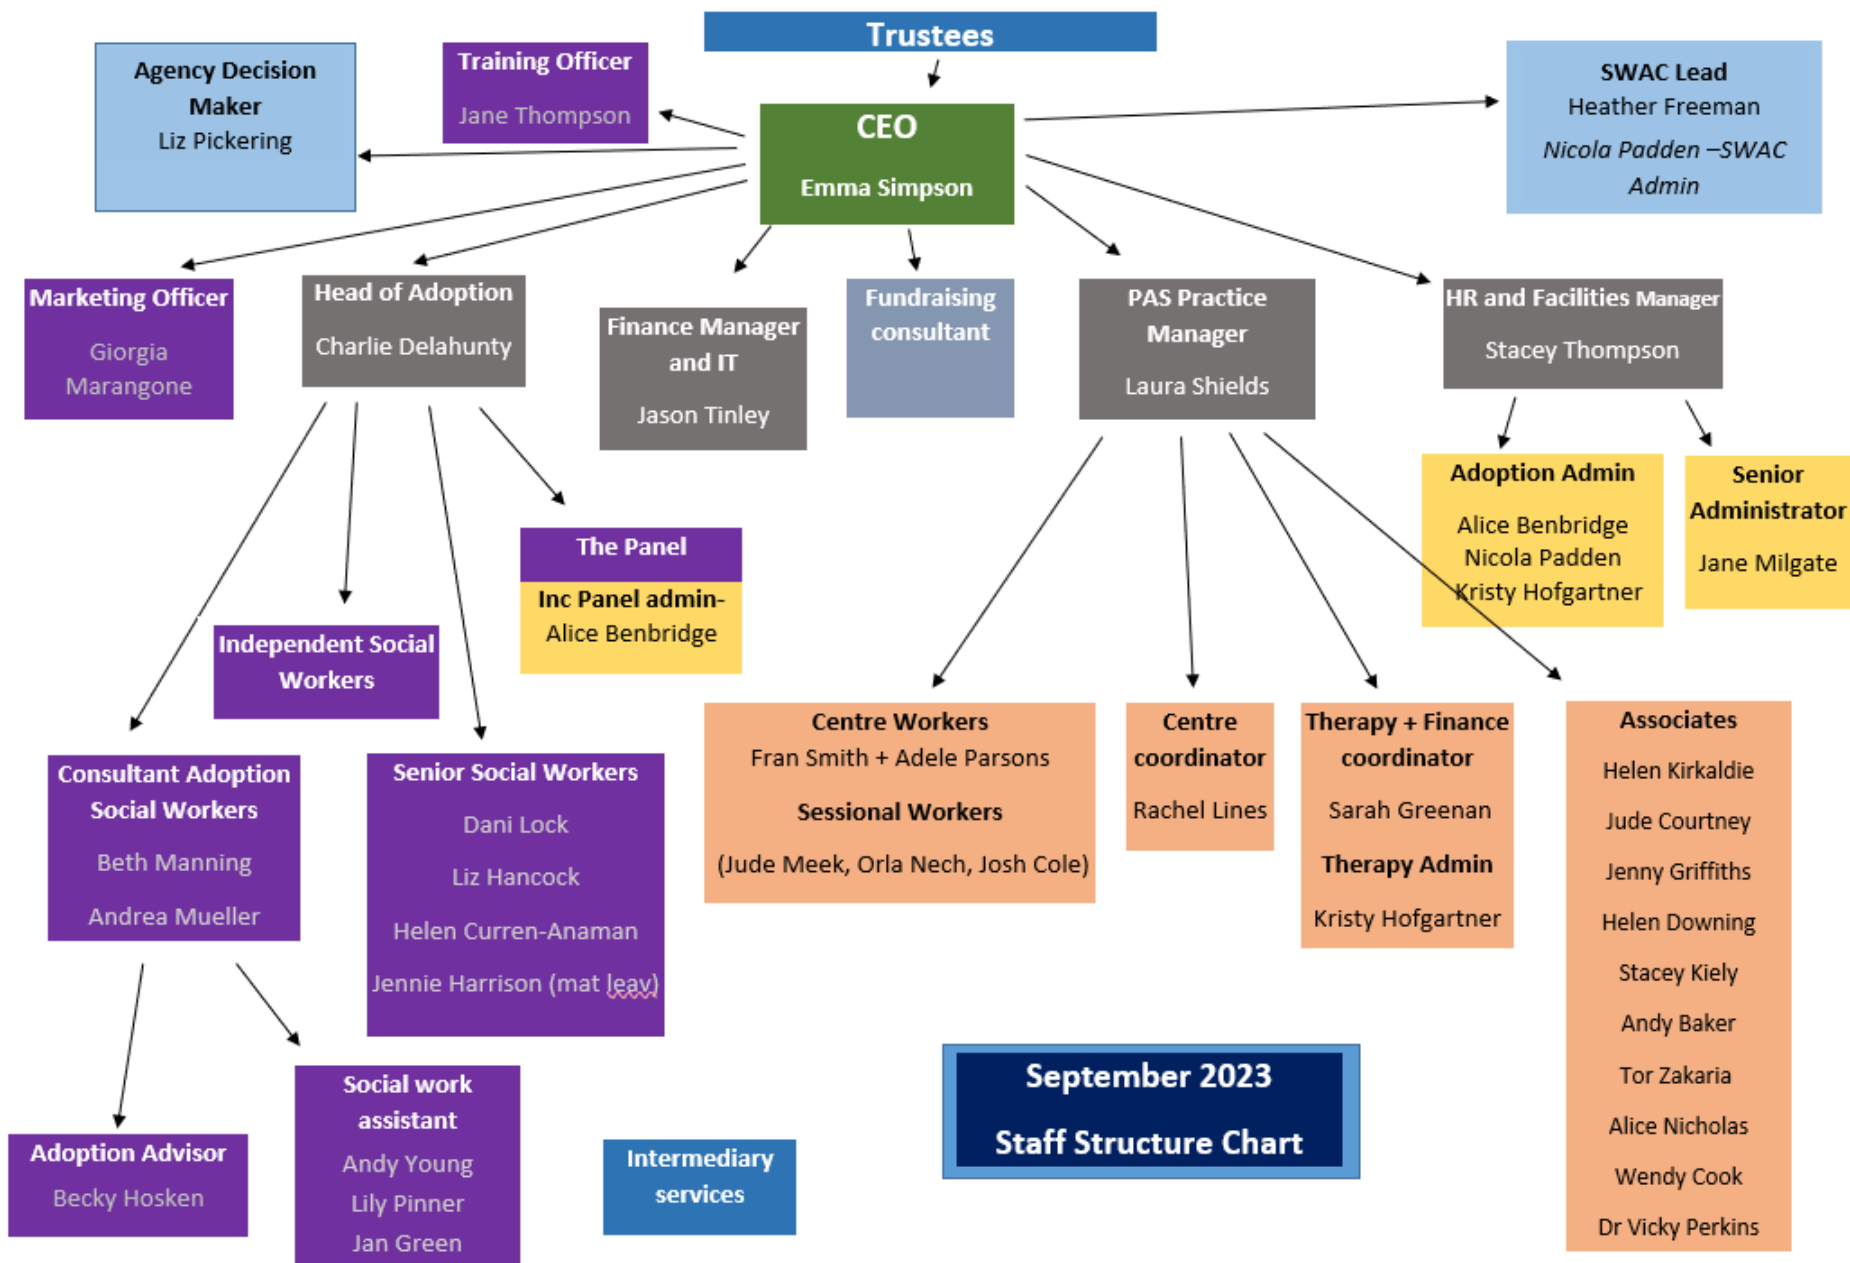 Trustees
Agency Decision
Maker
Liz Pickering
Training Officer
Jane Thompson
CEO
Emma Simpson
SWAC Lead
Heather Freeman
Nicola Padden –SWAC
Admin
Marketing Officer
Giorgia
Marangone
Head of Adoption
Charlie Delahunty
Finance Manager
and IT
Jason Tinley
Fundraising
consultant
PAS Practice
Manager
Laura Shields
HR and Facilities Manager
Stacey Thompson
Adoption Admin
Alice Benbridge
Nicola Padden
Kristy Hofgartner
Senior
Administrator
Jane Milgate
The Panel
Inc Panel admin-
Alice Benbridge
Independent Social
Workers
Consultant Adoption
Social Workers
Beth Manning
Andrea Mueller
Senior Social Workers
Dani Lock
Liz Hancock
Helen Curren-Anaman
Jennie Harrison (mat leav)
Centre Workers
Fran Smith + Adele Parsons
Sessional Workers
(Jude Meek, Orla Nech, Josh Cole)
Centre
coordinator
Rachel Lines
Therapy + Finance
coordinator
Sarah Greenan
Therapy Admin
Kristy Hofgartner
Associates
Helen Kirkaldie
Jude Courtney
Jenny Griffiths
Helen Downing
Stacey Kiely
Andy Baker
Tor Zakaria
Alice Nicholas
Wendy Cook
Dr Vicky Perkins
Adoption Advisor
Becky Hosken
Social work
assistant
Andy Young
Lily Pinner
Jan Green
Intermediary
services
September 2023
Staff Structure Chart